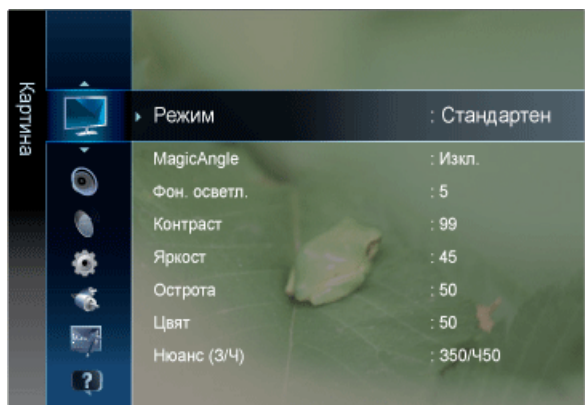 Картина
Режим : Стандартен
MagicAngle : Изкл.
Фон. осветл. : 5
Контраст : 99
Яркост : 45
Острота : 50
Цвят : 50
Нюанс (З/Ч) : З50/Ч50